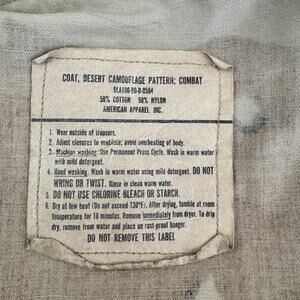 COAT, DESERT CAMOUFLAGE PATTERN: COMBAT
DLA100-89-D-0504
50% COTTON 50% NYLON
AMERICAN APPAREL INC.
1. Wear outside of trousers.
2. Adjust closures to ventilate, avoid overheating of body.
3. Machine washing: Use Permanent Press Cycle. Wash in warm water
with mild detergent.
4. Hand washing. Wash in warm water using mild detergent. DO NOT
WRING OR TWIST. Rinse in clean warm water.
5. DO NOT USE CHLORINE BLEACH OR STARCH.
6. Dry at low heat (Do not exceed 130°F). After drying, tumble at room
temperature for 10 minutes. Remove immediately from dryer. To drip
dry, remove from water and place on rust-proof hanger.
DO NOT REMOVE THIS LABEL